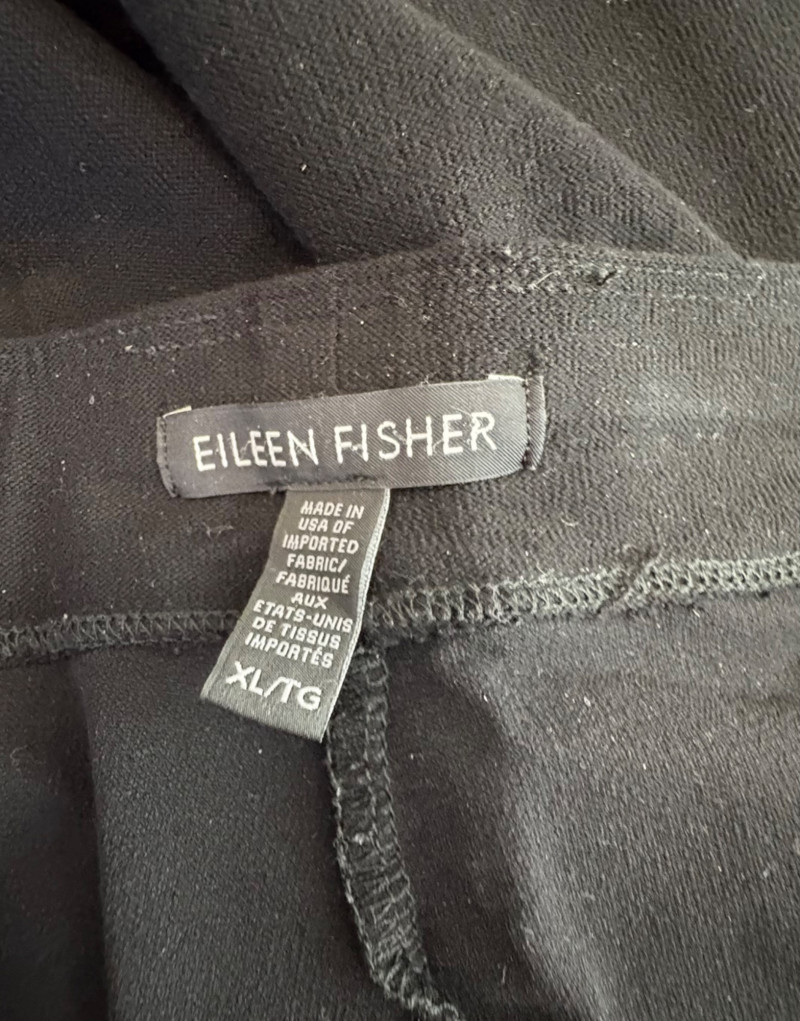 EILEEN FISHER
MADE IN
USA OF
IMPORTED
FABRIC/
FABRIQUÉ
AUX
ETATS-UNIS
DE TISSUS
IMPORTÉS
XL/TG